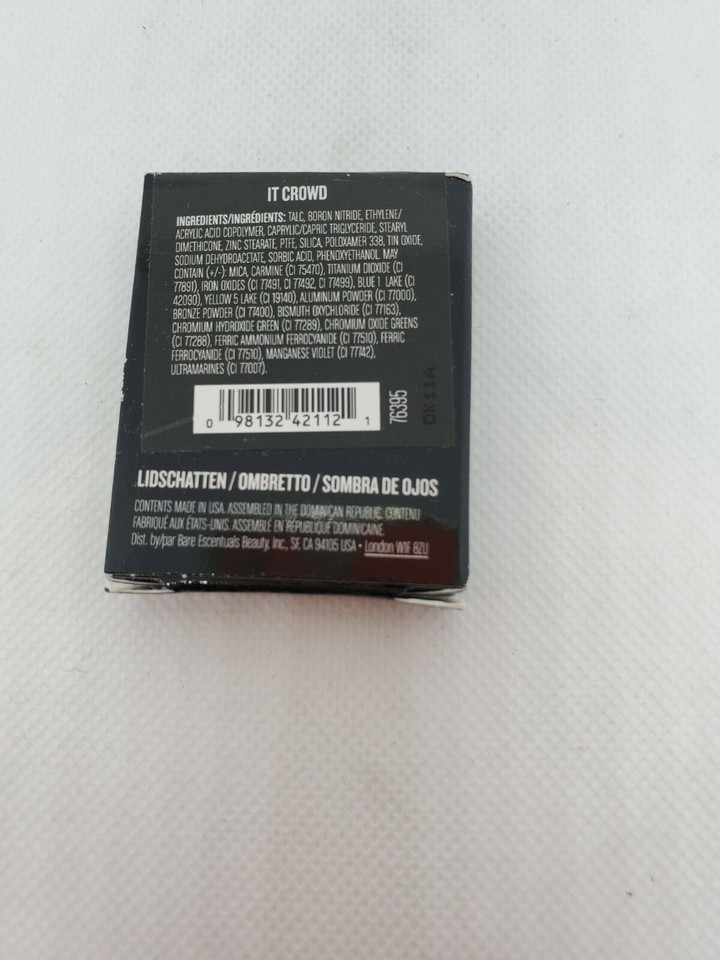 IT CROWD
INGREDIENTS/INGRÉDIENTS: TALC, BORON NITRIDE, ETHYLENE/
ACRYLIC ACID COPOLYMER, CAPRYLIC/CAPRIC TRIGLYCERIDE, STEARYL
DIMETHICONE, ZINC STEARATE, PTFE, SILICA, POLOXAMER 338, TIN OXIDE,
SODIUM DEHYDROACETATE, SORBIC ACID, PHENOXYETHANOL. MAY
CONTAIN (+/-): MICA, CARMINE (CI 75470), TITANIUM DIOXIDE (CI
77891), IRON OXIDES (CI 77491, CI 77492, CI 77499), BLUE 1 LAKE (CI
42090), YELLOW 5 LAKE (CI 19140), ALUMINUM POWDER (CI 77000),
BRONZE POWDER (CI 77400), BISMUTH OXYCHLORIDE (CI 77163),
CHROMIUM HYDROXIDE GREEN (CI 77289), CHROMIUM OXIDE GREENS
(CI 77288), FERRIC AMMONIUM FERROCYANIDE (CI 77510), FERRIC
FERROCYANIDE (CI 77510), MANGANESE VIOLET (CI 77742),
ULTRAMARINES (CI 77007).
0 98132 42112 1
76395
DK11A
LIDSCHATTEN / OMBRETTO / SOMBRA DE OJOS
CONTENTS MADE IN USA. ASSEMBLED IN THE DOMINICAN REPUBLIC. CONTENU
FABRIQUÉ AUX ÉTATS-UNIS. ASSEMBLÉ EN RÉPUBLIQUE DOMINICAINE.
Dist. by/par Bare Escentuals Beauty, Inc., SF, CA 94105 USA • London W1F 8ZU